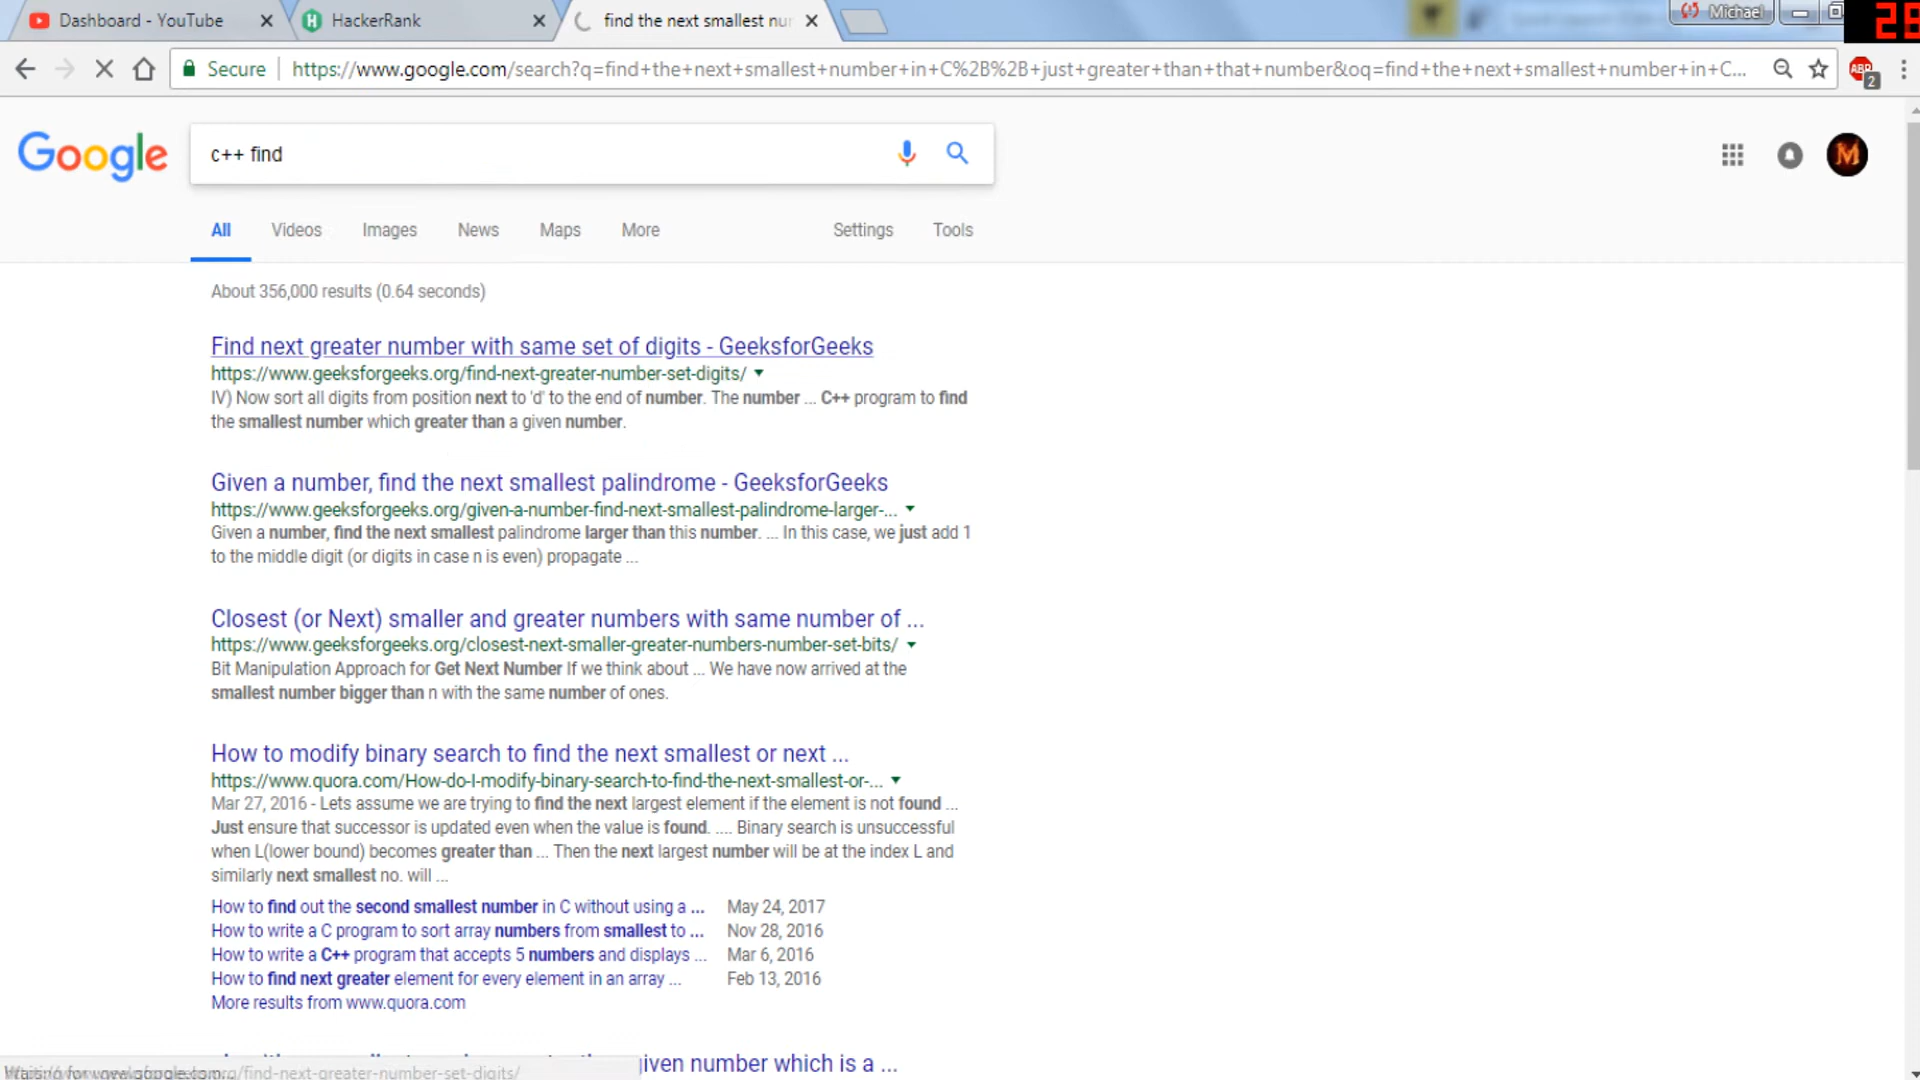 Dashboard - YouTube
HackerRank
find the next smallest nu
Michael
28
Secure
https://www.google.com/search?q=find+the+next+smallest+number+in+C%2B%2B+just+greater+than+that+number&oq=find+the+next+smallest+number+in+C...
ABP
2
Google
c++ find
M
All
Videos
Images
News
Maps
More
Settings
Tools
About 356,000 results (0.64 seconds)
Find next greater number with same set of digits - GeeksforGeeks
https://www.geeksforgeeks.org/find-next-greater-number-set-digits/
IV) Now sort all digits from position next to 'd' to the end of number. The number ... C++ program to find
the smallest number which greater than a given number.
Given a number, find the next smallest palindrome - GeeksforGeeks
https://www.geeksforgeeks.org/given-a-number-find-next-smallest-palindrome-larger-...
Given a number, find the next smallest palindrome larger than this number. ... In this case, we just add 1
to the middle digit (or digits in case n is even) propagate ...
Closest (or Next) smaller and greater numbers with same number of ...
https://www.geeksforgeeks.org/closest-next-smaller-greater-numbers-number-set-bits/
Bit Manipulation Approach for Get Next Number If we think about ... We have now arrived at the
smallest number bigger than n with the same number of ones.
How to modify binary search to find the next smallest or next ...
https://www.quora.com/How-do-I-modify-binary-search-to-find-the-next-smallest-or-...
Mar 27, 2016 - Lets assume we are trying to find the next largest element if the element is not found ...
Just ensure that successor is updated even when the value is found. .... Binary search is unsuccessful
when L(lower bound) becomes greater than ... Then the next largest number will be at the index L and
similarly next smallest no. will ...
How to find out the second smallest number in C without using a ... May 24, 2017
How to write a C program to sort array numbers from smallest to ... Nov 28, 2016
How to write a C++ program that accepts 5 numbers and displays ... Mar 6, 2016
How to find next greater element for every element in an array ... Feb 13, 2016
More results from www.quora.com
given number which is a ...
/find-next-greater-number-set-digits/